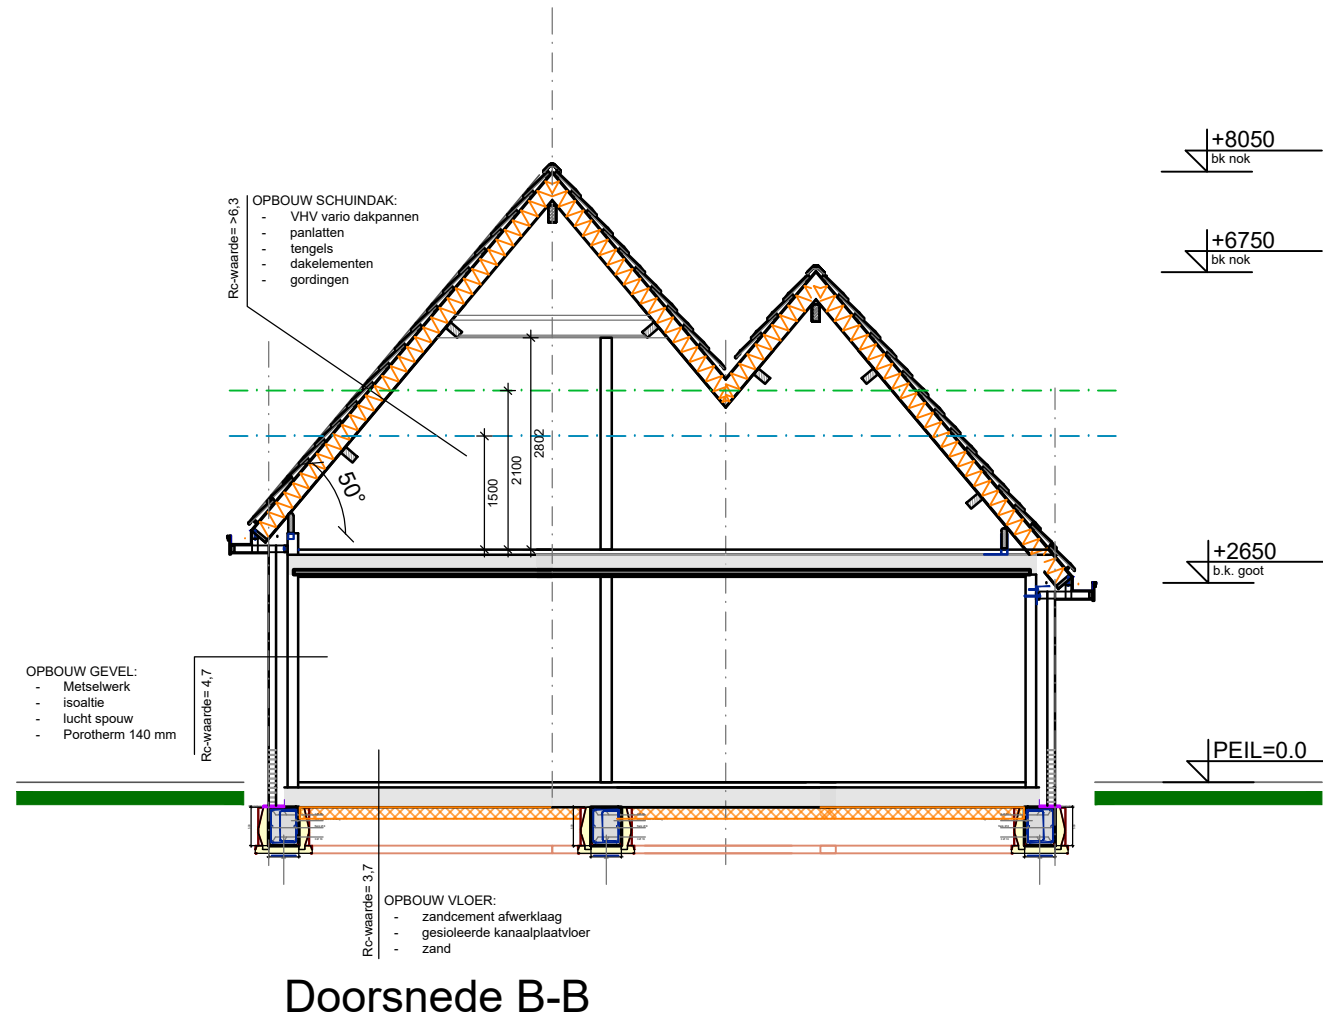 +8050
bk nok
+6750
bk nok
Rc-waarde= >6,3
OPBOUW SCHUINDAK:
- VHV vario dakpannen
- panlatten
- tengels
- dakelementen
- gordingen
50°
1500
2100
2802
+2650
b.k. goot
OPBOUW GEVEL:
- Metselwerk
- isoaltie
- lucht spouw
- Porotherm 140 mm
Rc-waarde= 4,7
PEIL=0.0
Rc-waarde= 3,7
OPBOUW VLOER:
- zandcement afwerklaag
- gesioleerde kanaalplaatvloer
- zand
Doorsnede B-B